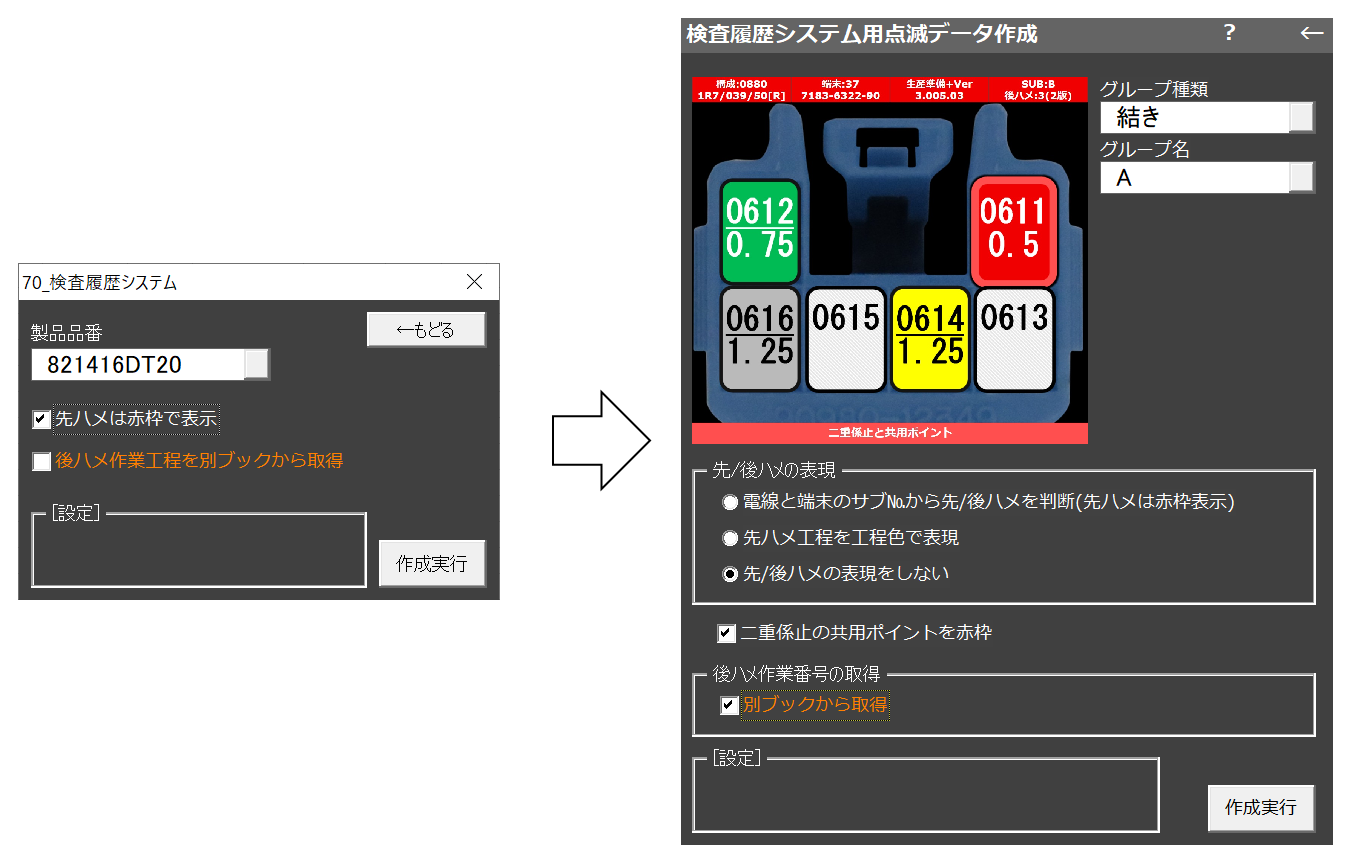 70_検査履歴システム
製品品番
←もどる
821416DT20
先ハメは赤枠で表示
後ハメ作業工程を別ブックから取得
[設定]
作成実行
検査履歴システム用点滅データ作成 ? ←
構成:0880 端末:37 生産準備+Ver SUB:B
1R7/039/50[R] 7183-6322-90 3.005.03 後ハメ:3(2版)
0612 0611
0.75 0.5
0616 0615 0614 0613
1.25 1.25
90980-12349
二重係止と共用ポイント
グループ種類
結き
グループ名
A
先/後ハメの表現
電線と端末のサブ№から先/後ハメを判断(先ハメは赤枠表示)
先ハメ工程を工程色で表現
先/後ハメの表現をしない
二重係止の共用ポイントを赤枠
後ハメ作業番号の取得
別ブックから取得
[設定]
作成実行